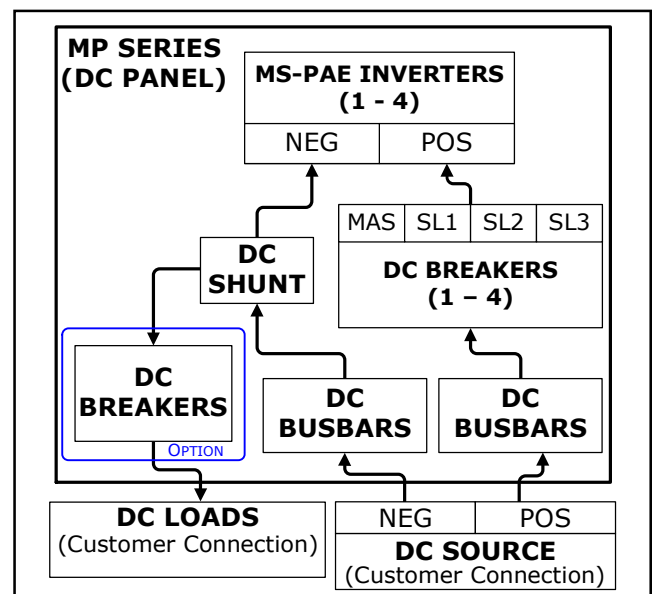 MP SERIES
(DC PANEL)
MS-PAE INVERTERS
(1 - 4)
NEG POS
MAS SL1 SL2 SL3
DC BREAKERS
(1 – 4)
DC
SHUNT
DC
BREAKERS
OPTION
DC
BUSBARS
DC
BUSBARS
DC LOADS
(Customer Connection)
NEG POS
DC SOURCE
(Customer Connection)